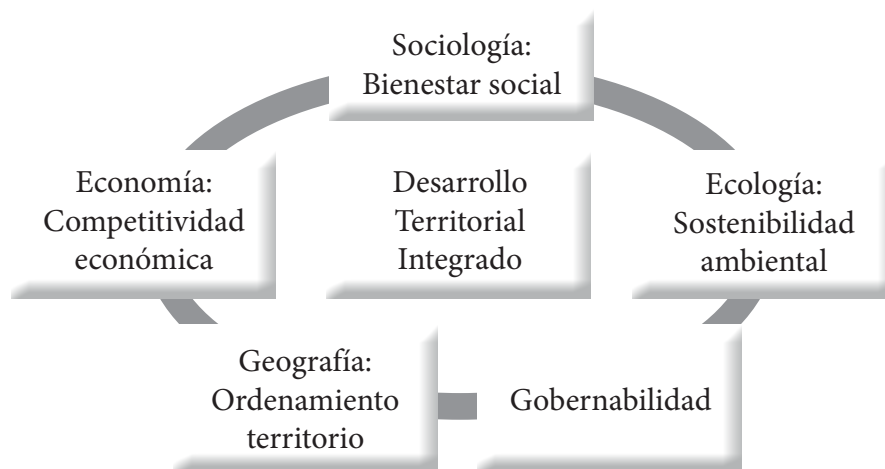 Sociología:
Bienestar social
Economía:
Competitividad
económica
Desarrollo
Territorial
Integrado
Ecología:
Sostenibilidad
ambiental
Geografía:
Ordenamiento
territorio
Gobernabilidad